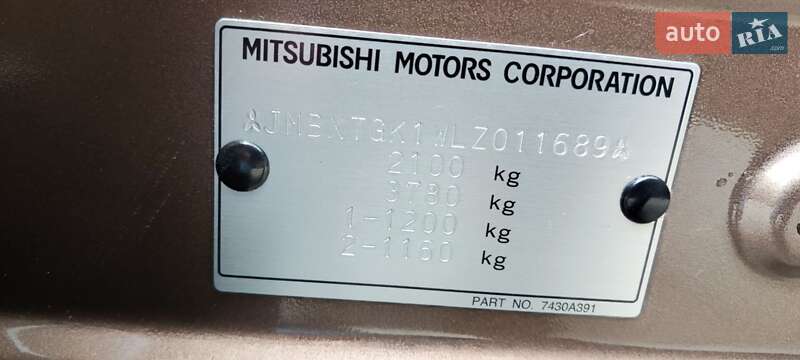 auto RIA
.com
MITSUBISHI MOTORS CORPORATION
JMBXTGK1WLZ011689
2100 kg
3780 kg
1-1200 kg
2-1160 kg
PART NO. 7430A391